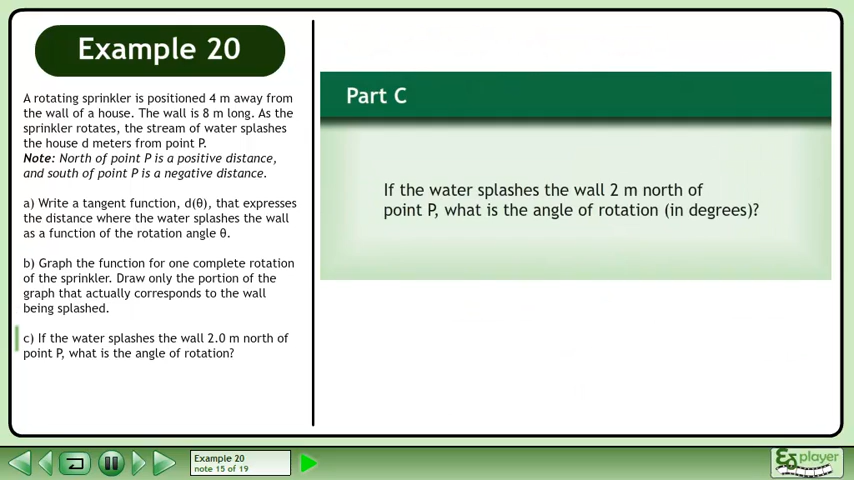 Example 20
A rotating sprinkler is positioned 4 m away from
the wall of a house. The wall is 8 m long. As the
sprinkler rotates, the stream of water splashes
the house d meters from point P.
Note: North of point P is a positive distance,
and south of point P is a negative distance.
a) Write a tangent function, d(θ), that expresses
the distance where the water splashes the wall
as a function of the rotation angle θ.
b) Graph the function for one complete rotation
of the sprinkler. Draw only the portion of the
graph that actually corresponds to the wall
being splashed.
c) If the water splashes the wall 2.0 m north of
point P, what is the angle of rotation?
Part C
If the water splashes the wall 2 m north of
point P, what is the angle of rotation (in degrees)?
Example 20
note 15 of 19
player